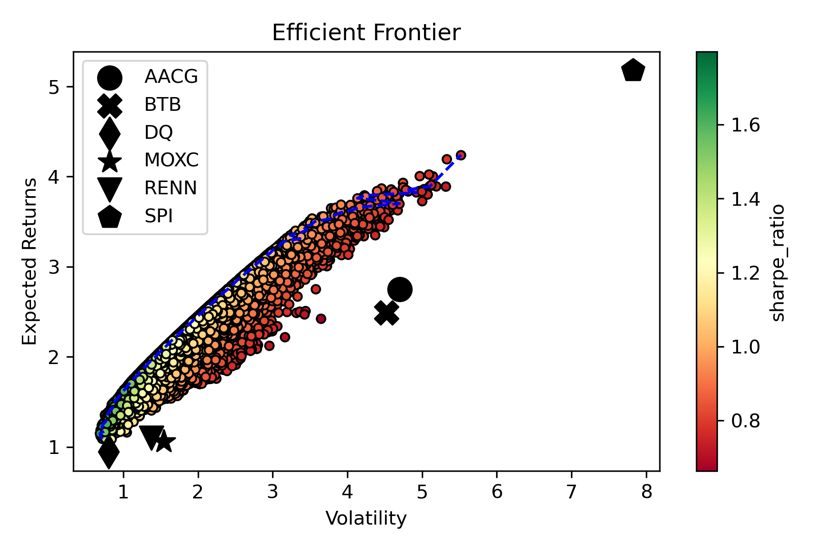 Efficient Frontier
AACG
BTB
DQ
MOXC
RENN
SPI
5
4
3
2
1
Expected Returns
1 2 3 4 5 6 7 8
Volatility
1.6
1.4
1.2
1.0
0.8
sharpe_ratio